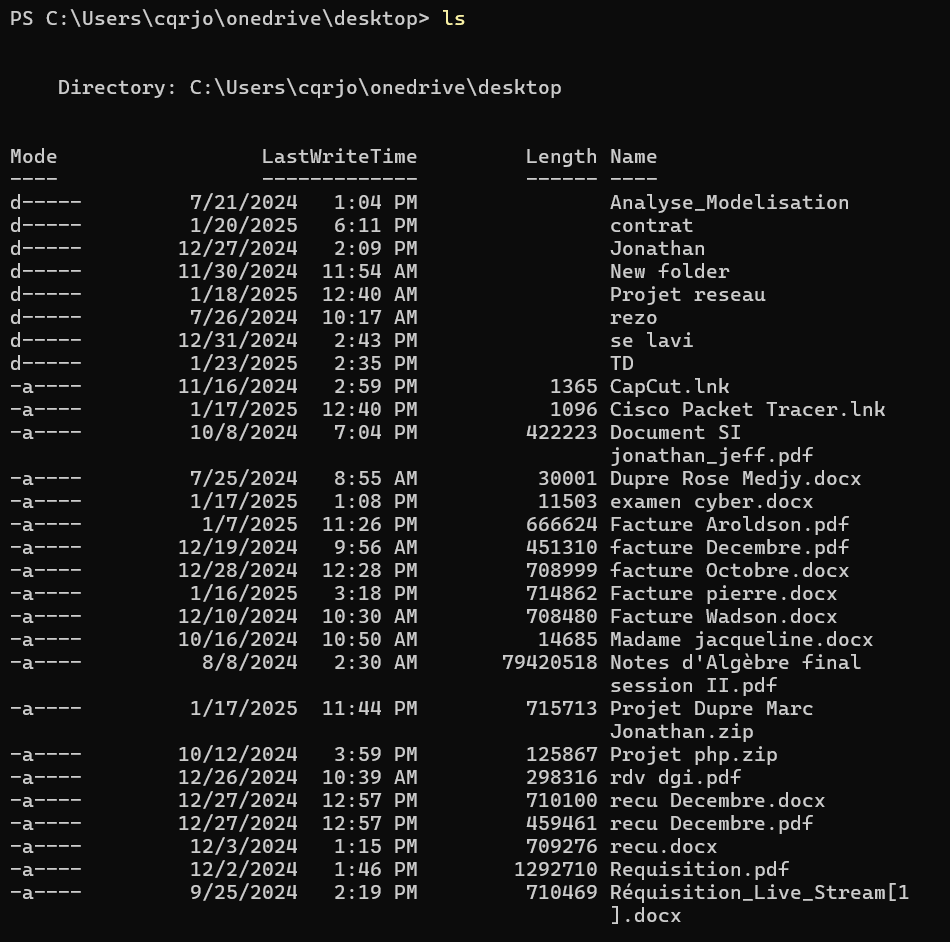 PS C:\Users\cqrjo\onedrive\desktop> ls
Directory: C:\Users\cqrjo\onedrive\desktop
Mode LastWriteTime Length Name
---- ------------- ------ ----
d----- 7/21/2024 1:04 PM Analyse_Modelisation
d----- 1/20/2025 6:11 PM contrat
d----- 12/27/2024 2:09 PM Jonathan
d----- 11/30/2024 11:54 AM New folder
d----- 1/18/2025 12:40 AM Projet reseau
d----- 7/26/2024 10:17 AM rezo
d----- 12/31/2024 2:43 PM se lavi
d----- 1/23/2025 2:35 PM TD
-a---- 11/16/2024 2:59 PM 1365 CapCut.lnk
-a---- 1/17/2025 12:40 PM 1096 Cisco Packet Tracer.lnk
-a---- 10/8/2024 7:04 PM 422223 Document SI
jonathan_jeff.pdf
-a---- 7/25/2024 8:55 AM 30001 Dupre Rose Medjy.docx
-a---- 1/17/2025 1:08 PM 11503 examen cyber.docx
-a---- 1/7/2025 11:26 PM 666624 Facture Aroldson.pdf
-a---- 12/19/2024 9:56 AM 451310 facture Decembre.pdf
-a---- 12/28/2024 12:28 PM 708999 facture Octobre.docx
-a---- 1/16/2025 3:18 PM 714862 Facture pierre.docx
-a---- 12/10/2024 10:30 AM 708480 Facture Wadson.docx
-a---- 10/16/2024 10:50 AM 14685 Madame jacqueline.docx
-a---- 8/8/2024 2:30 AM 79420518 Notes d'Algèbre final
session II.pdf
-a---- 1/17/2025 11:44 PM 715713 Projet Dupre Marc
Jonathan.zip
-a---- 10/12/2024 3:59 PM 125867 Projet php.zip
-a---- 12/26/2024 10:39 AM 298316 rdv dgi.pdf
-a---- 12/27/2024 12:57 PM 710100 recu Decembre.docx
-a---- 12/27/2024 12:57 PM 459461 recu Decembre.pdf
-a---- 12/3/2024 1:15 PM 709276 recu.docx
-a---- 12/2/2024 1:46 PM 1292710 Requisition.pdf
-a---- 9/25/2024 2:19 PM 710469 Réquisition_Live_Stream[1
].docx